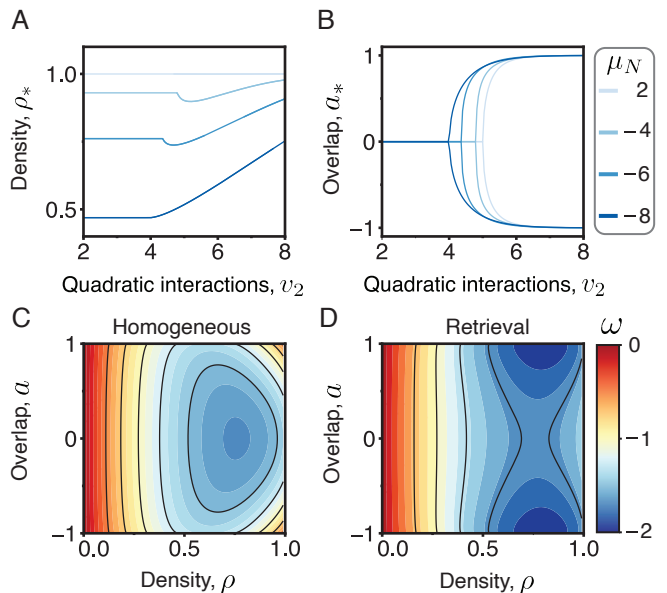 A
Density, ρ*
1.0
0.5
2 4 6 8
Quadratic interactions, v₂
B
Overlap, a*
1
0
−1
2 4 6 8
Quadratic interactions, v₂
μN
2
−4
−6
−8
C
Homogeneous
Overlap, a
1
0
-1
0.0 0.5 1.0
Density, ρ
D
Retrieval
Overlap, a
1
0
-1
0.0 0.5 1.0
Density, ρ
ω
0
−1
−2